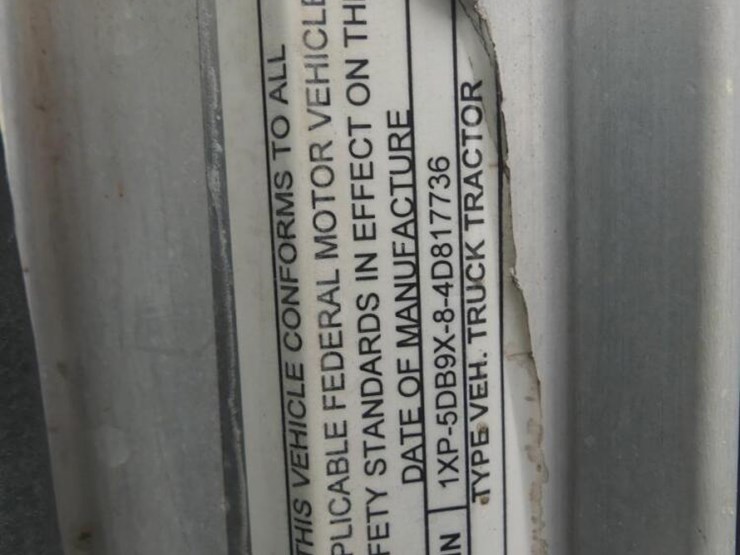 THIS VEHICLE CONFORMS TO ALL
PLICABLE FEDERAL MOTOR VEHICLE
FETY STANDARDS IN EFFECT ON TH
DATE OF MANUFACTURE
IN 1XP-5DB9X-8-4D817736
TYPE VEH. TRUCK TRACTOR